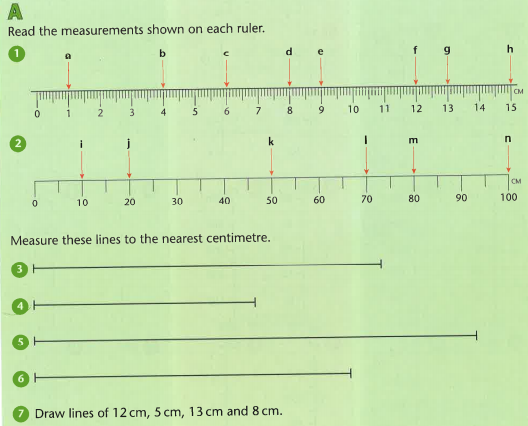 A
Read the measurements shown on each ruler.
1
a b c d e f g h
0 1 2 3 4 5 6 7 8 9 10 11 12 13 14 15 CM
2
i j k l m n
0 10 20 30 40 50 60 70 80 90 100 CM
Measure these lines to the nearest centimetre.
3
4
5
6
7 Draw lines of 12 cm, 5 cm, 13 cm and 8 cm.